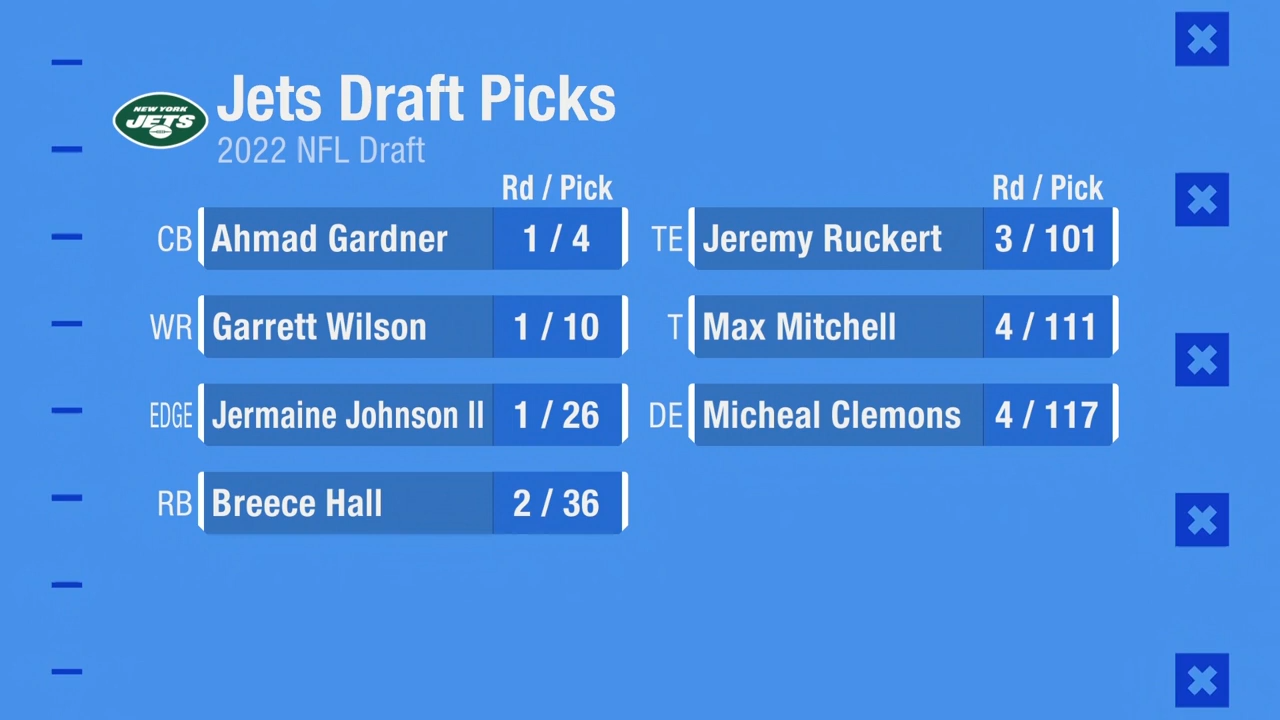 NEW YORK
JETS
Jets Draft Picks
2022 NFL Draft
Rd / Pick
CB Ahmad Gardner 1 / 4
WR Garrett Wilson 1 / 10
EDGE Jermaine Johnson II 1 / 26
RB Breece Hall 2 / 36
Rd / Pick
TE Jeremy Ruckert 3 / 101
T Max Mitchell 4 / 111
DE Micheal Clemons 4 / 117